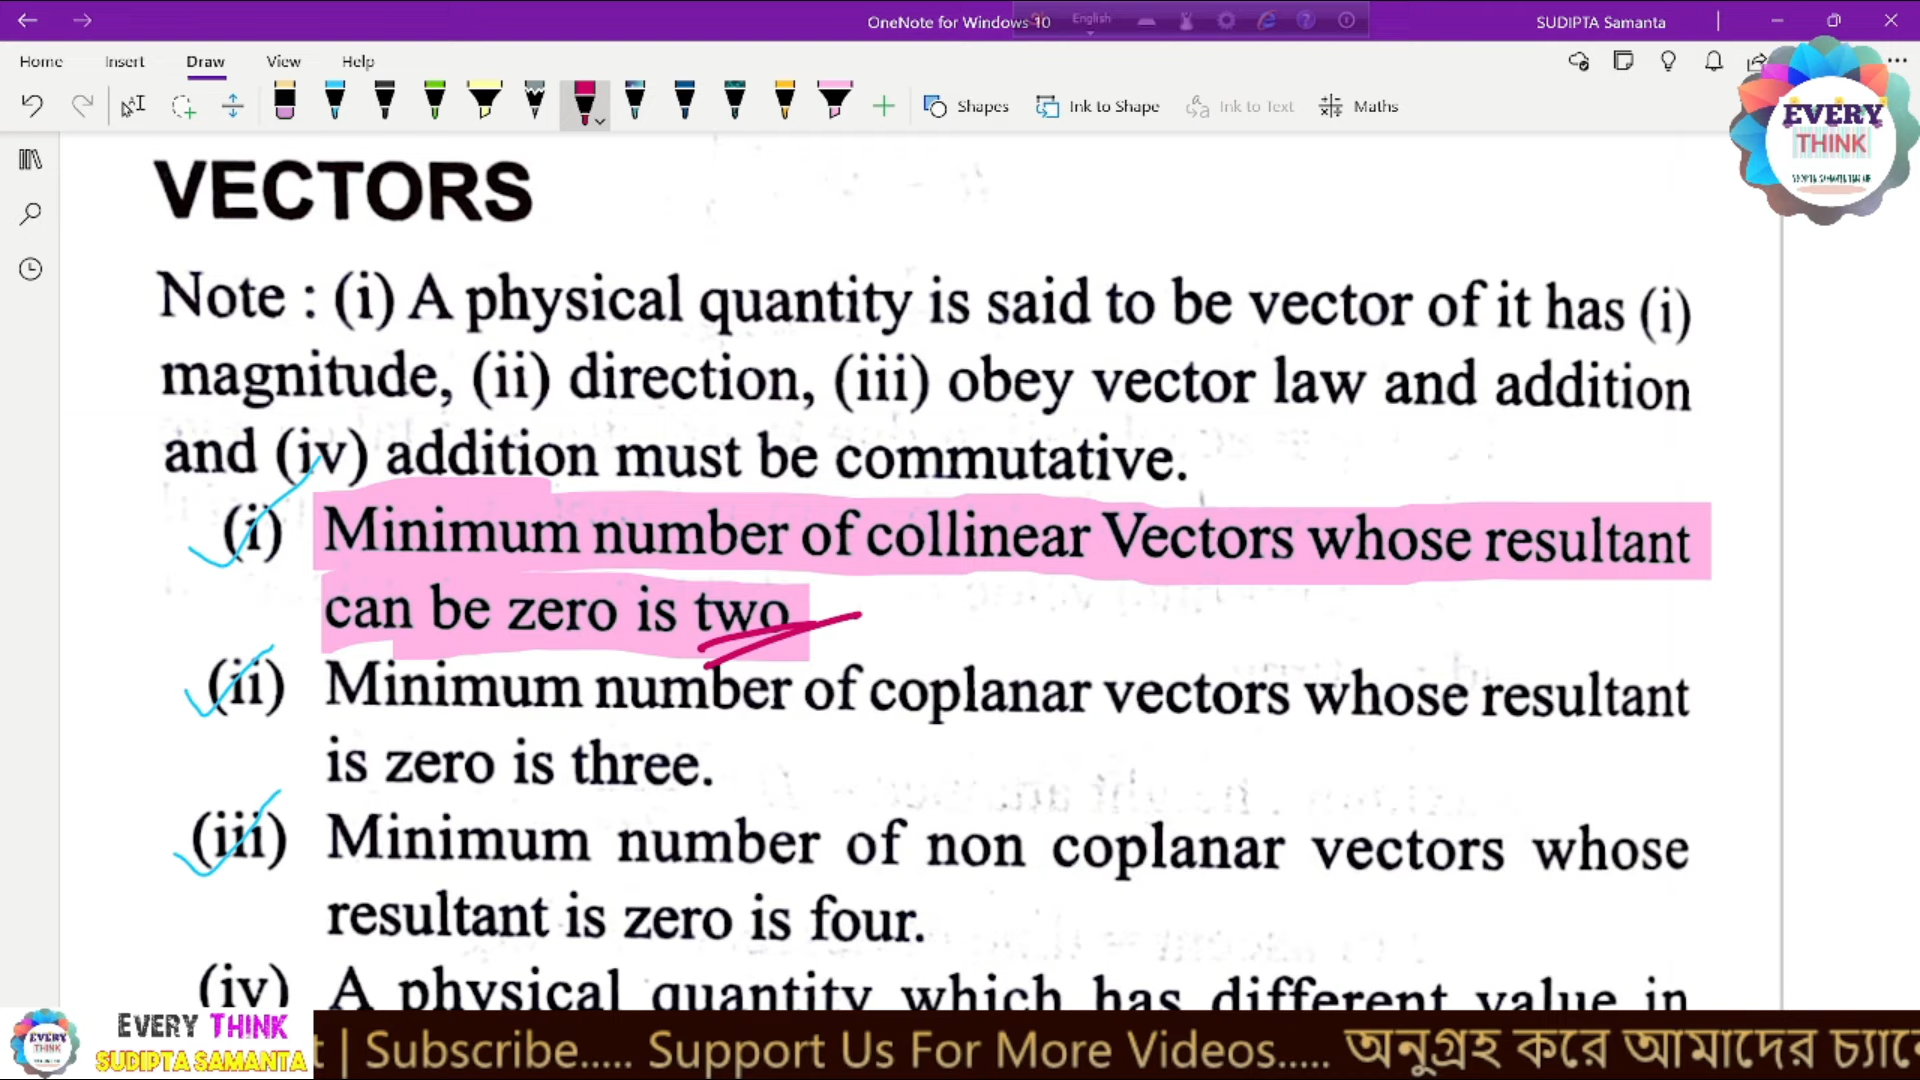 OneNote for Windows 10
English
SUDIPTA Samanta
Home Insert Draw View Help
Shapes Ink to Shape Ink to Text Maths
EVERY
THINK
VECTORS
Note : (i) A physical quantity is said to be vector of it has (i)
magnitude, (ii) direction, (iii) obey vector law and addition
and (iv) addition must be commutative.
(i) Minimum number of collinear Vectors whose resultant
can be zero is two
(ii) Minimum number of coplanar vectors whose resultant
is zero is three.
(iii) Minimum number of non coplanar vectors whose
resultant is zero is four.
(iv) A physical quantity which has different value in
EVERY THINK
SUDIPTA SAMANTA
EVERY
THINK
t | Subscribe..... Support Us For More Videos..... অনুগ্রহ করে আমাদের